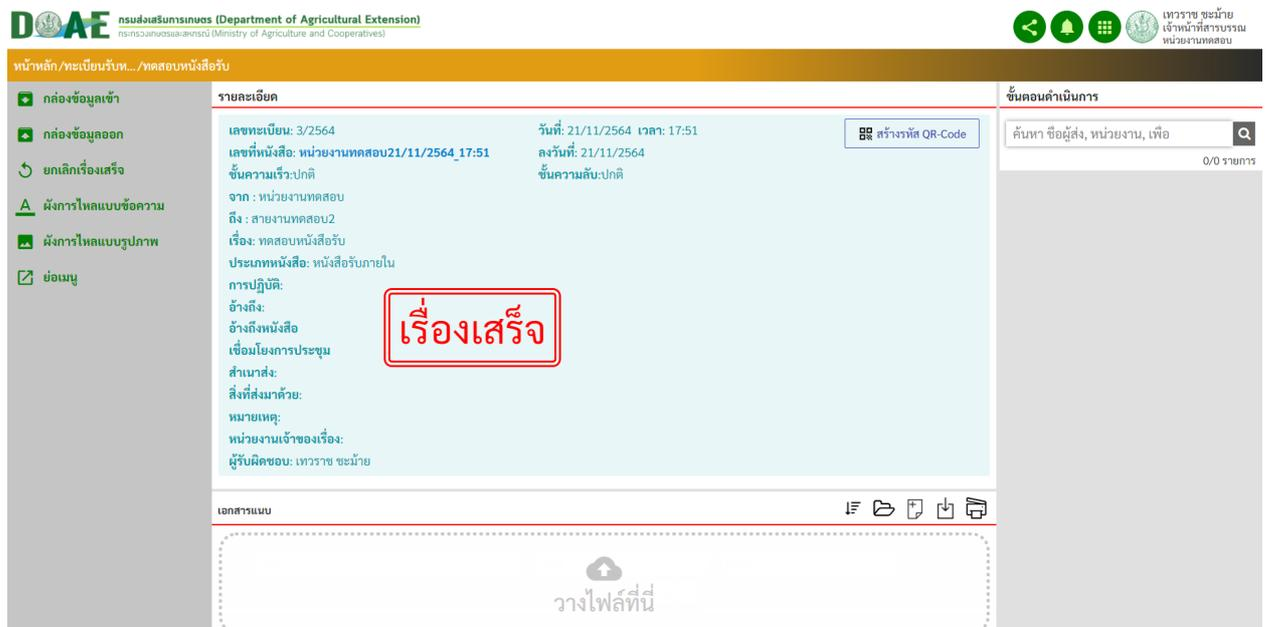 DOAE
กรมส่งเสริมการเกษตร (Department of Agricultural Extension)
กระทรวงเกษตรและสหกรณ์ (Ministry of Agriculture and Cooperatives)
เทวราช ชะม้าย
เจ้าหน้าที่สารบรรณ
หน่วยงานทดสอบ
หน้าหลัก/ทะเบียนรับห.../ทดสอบหนังสือรับ
กล่องข้อมูลเข้า
กล่องข้อมูลออก
ยกเลิกเรื่องเสร็จ
ผังการไหลแบบข้อความ
ผังการไหลแบบรูปภาพ
ย่อเมนู
รายละเอียด
เลขทะเบียน: 3/2564
วันที่: 21/11/2564 เวลา: 17:51
สร้างรหัส QR-Code
เลขที่หนังสือ: หน่วยงานทดสอบ21/11/2564_17:51
ลงวันที่: 21/11/2564
ชั้นความเร็ว:ปกติ
ชั้นความลับ:ปกติ
จาก : หน่วยงานทดสอบ
ถึง : สายงานทดสอบ2
เรื่อง: ทดสอบหนังสือรับ
ประเภทหนังสือ: หนังสือรับภายใน
การปฏิบัติ:
อ้างถึง:
อ้างถึงหนังสือ
เชื่อมโยงการประชุม
สำเนาส่ง:
สิ่งที่ส่งมาด้วย:
หมายเหตุ:
หน่วยงานเจ้าของเรื่อง:
ผู้รับผิดชอบ: เทวราช ชะม้าย
เรื่องเสร็จ
เอกสารแนบ
วางไฟล์ที่นี่
ขั้นตอนดำเนินการ
ค้นหา ชื่อผู้ส่ง, หน่วยงาน, เพื่อ
0/0 รายการ